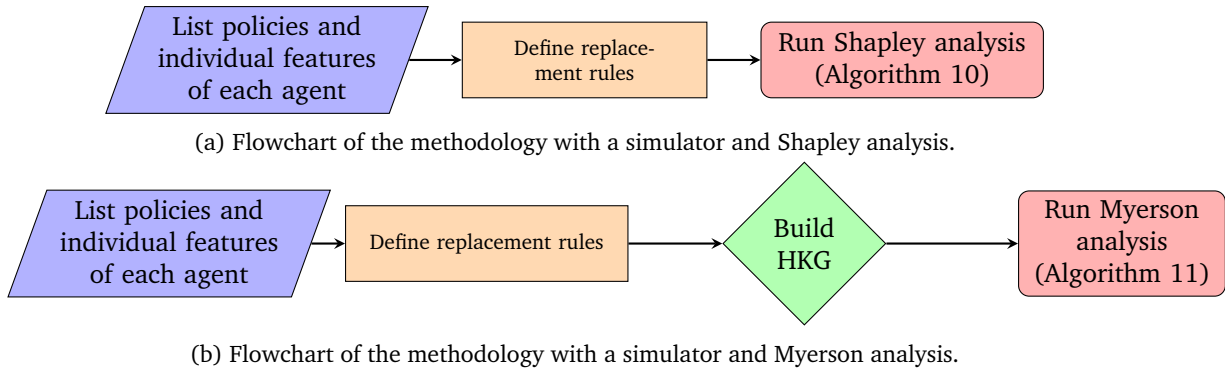 List policies and
individual features
of each agent
Define replace-
ment rules
Run Shapley analysis
(Algorithm 10)
(a) Flowchart of the methodology with a simulator and Shapley analysis.
List policies and
individual features
of each agent
Define replacement rules
Build
HKG
Run Myerson
analysis
(Algorithm 11)
(b) Flowchart of the methodology with a simulator and Myerson analysis.